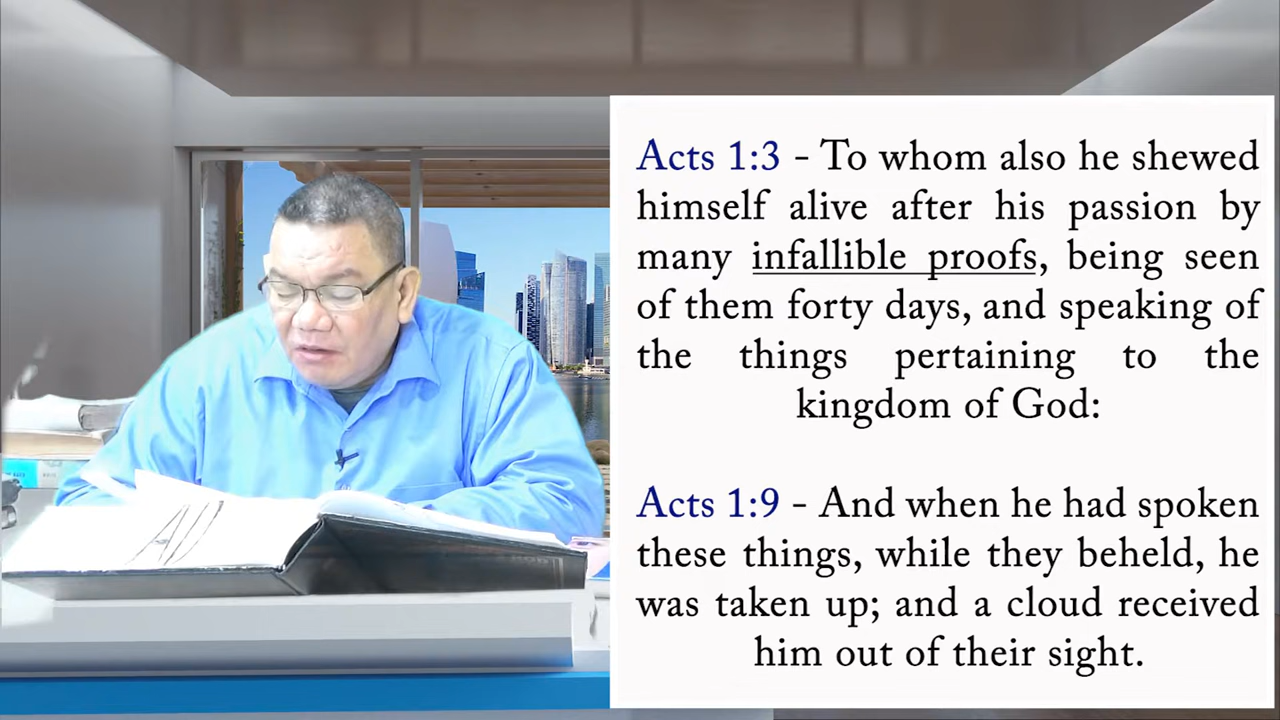 Acts 1:3 - To whom also he shewed
himself alive after his passion by
many infallible proofs, being seen
of them forty days, and speaking of
the things pertaining to the
kingdom of God:
Acts 1:9 - And when he had spoken
these things, while they beheld, he
was taken up; and a cloud received
him out of their sight.